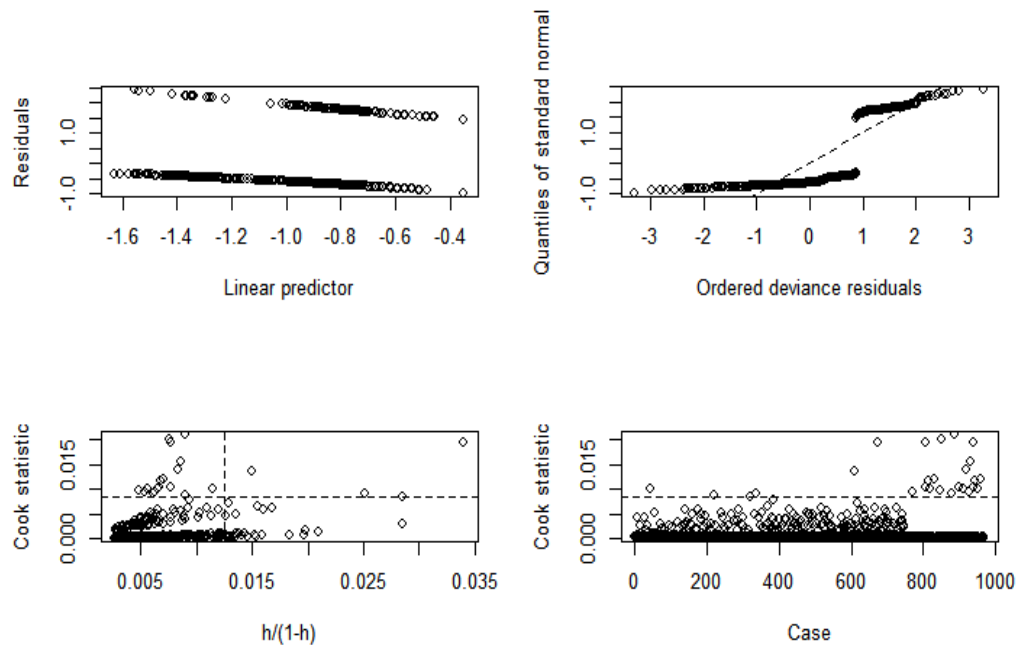 Residuals
1.0
-1.0
-1.6 -1.4 -1.2 -1.0 -0.8 -0.6 -0.4
Linear predictor
Quantiles of standard normal
1.0
-1.0
-3 -2 -1 0 1 2 3
Ordered deviance residuals
Cook statistic
0.015
0.000
0.005 0.015 0.025 0.035
h/(1-h)
Cook statistic
0.015
0.000
0 200 400 600 800 1000
Case